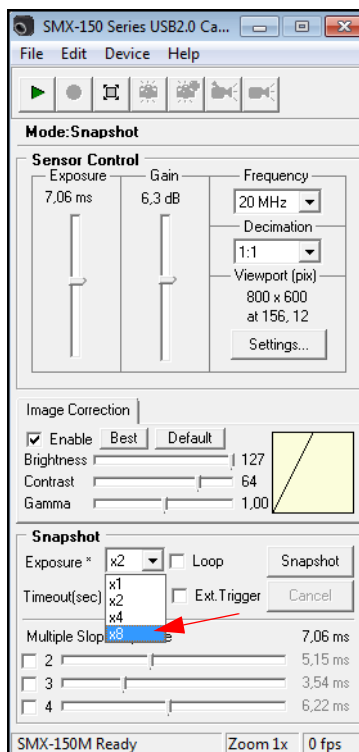 SMX-150 Series USB2.0 Ca...
File Edit Device Help
Mode:Snapshot
Sensor Control
Exposure Gain Frequency
7,06 ms 6,3 dB 20 MHz
Decimation
1:1
Viewport (pix)
800 x 600
at 156, 12
Settings...
Image Correction
Enable Best Default
Brightness 127
Contrast 64
Gamma 1,00
Snapshot
Exposure * x2 Loop Snapshot
x1
Timeout(sec) x2 Ext.Trigger Cancel
x4
Multiple Slop x8 7,06 ms
2 5,15 ms
3 3,54 ms
4 6,22 ms
SMX-150M Ready Zoom 1x 0 fps